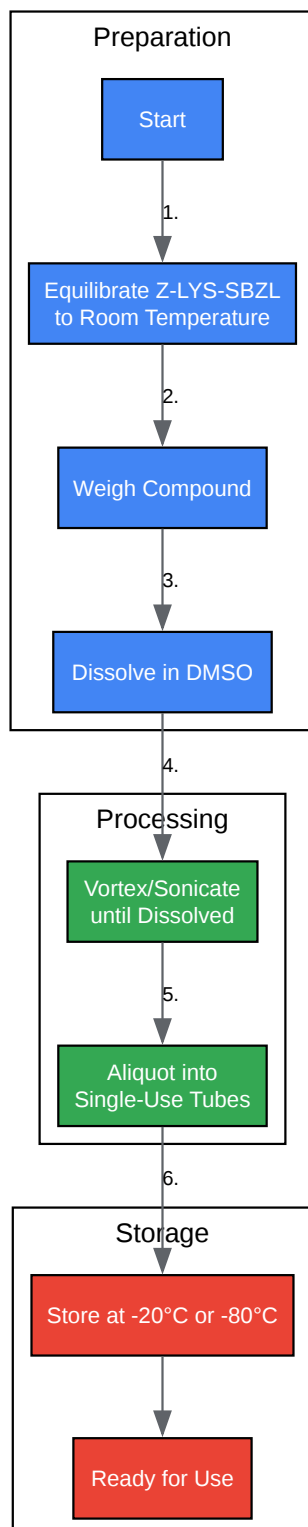 Preparation
Start
1.
Equilibrate Z-LYS-SBZL
to Room Temperature
2.
Weigh Compound
3.
Dissolve in DMSO
4.
Processing
Vortex/Sonicate
until Dissolved
5.
Aliquot into
Single-Use Tubes
6.
Storage
Store at -20°C or -80°C
Ready for Use